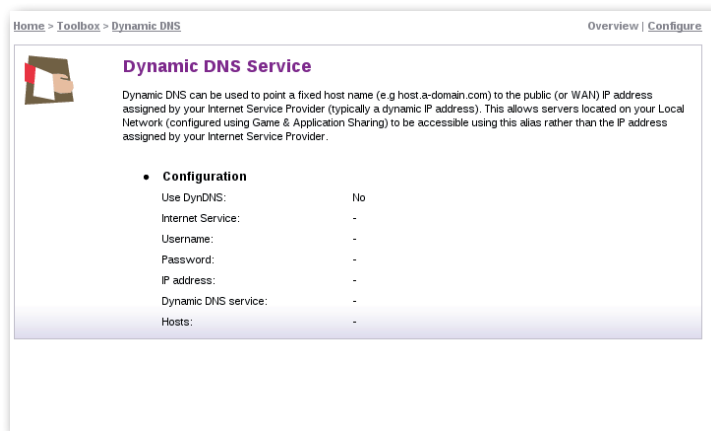 Home > Toolbox > Dynamic DNS
Overview | Configure
Dynamic DNS Service
Dynamic DNS can be used to point a fixed host name (e.g host.a-domain.com) to the public (or WAN) IP address
assigned by your Internet Service Provider (typically a dynamic IP address). This allows servers located on your Local
Network (configured using Game & Application Sharing) to be accessible using this alias rather than the IP address
assigned by your Internet Service Provider.
• Configuration
Use DynDNS: No
Internet Service: -
Username: -
Password: -
IP address: -
Dynamic DNS service: -
Hosts: -